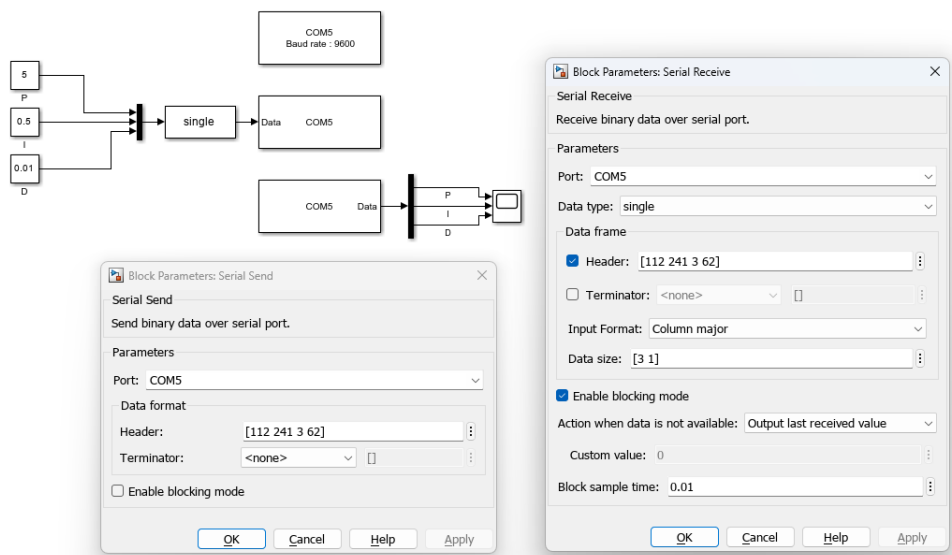 COM5
Baud rate : 9600
5
P
0.5
I
0.01
D
single
Data COM5
COM5 Data
P
I
D
Block Parameters: Serial Send
Serial Send
Send binary data over serial port.
Parameters
Port: COM5
Data format
Header: [112 241 3 62]
Terminator: <none> []
Enable blocking mode
OK Cancel Help Apply
Block Parameters: Serial Receive
Serial Receive
Receive binary data over serial port.
Parameters
Port: COM5
Data type: single
Data frame
Header: [112 241 3 62]
Terminator: <none> []
Input Format: Column major
Data size: [3 1]
Enable blocking mode
Action when data is not available: Output last received value
Custom value: 0
Block sample time: 0.01
OK Cancel Help Apply